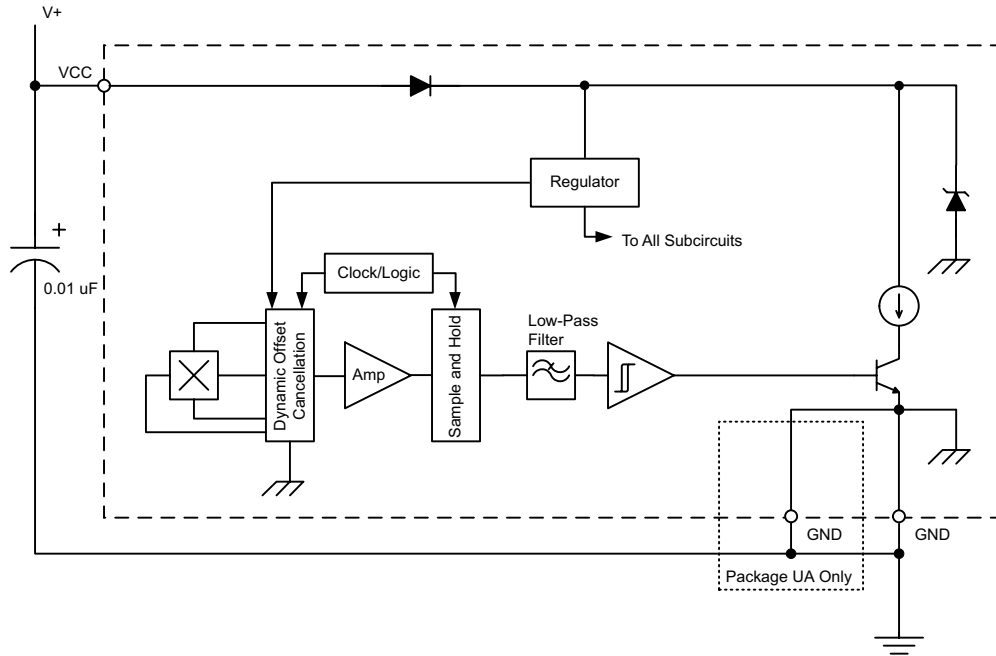 V+
VCC
Regulator
To All Subcircuits
Clock/Logic
0.01 uF
+
Dynamic Offset
Cancellation
Amp
Sample and Hold
Low-Pass
Filter
GND
GND
Package UA Only